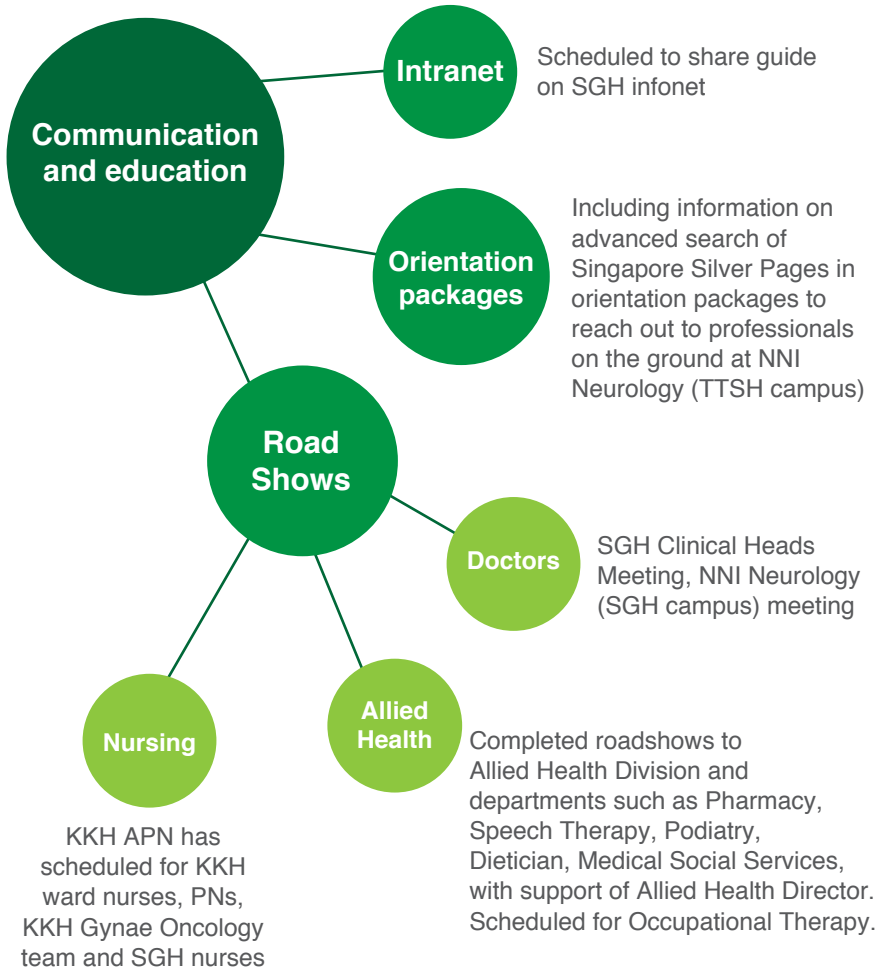 Communication
and education
Intranet
Scheduled to share guide
on SGH infonet
Orientation
packages
Including information on
advanced search of
Singapore Silver Pages in
orientation packages to
reach out to professionals
on the ground at NNI
Neurology (TTSH campus)
Road
Shows
Doctors
SGH Clinical Heads
Meeting, NNI Neurology
(SGH campus) meeting
Nursing
KKH APN has
scheduled for KKH
ward nurses, PNs,
KKH Gynae Oncology
team and SGH nurses
Allied
Health
Completed roadshows to
Allied Health Division and
departments such as Pharmacy,
Speech Therapy, Podiatry,
Dietician, Medical Social Services,
with support of Allied Health Director.
Scheduled for Occupational Therapy.